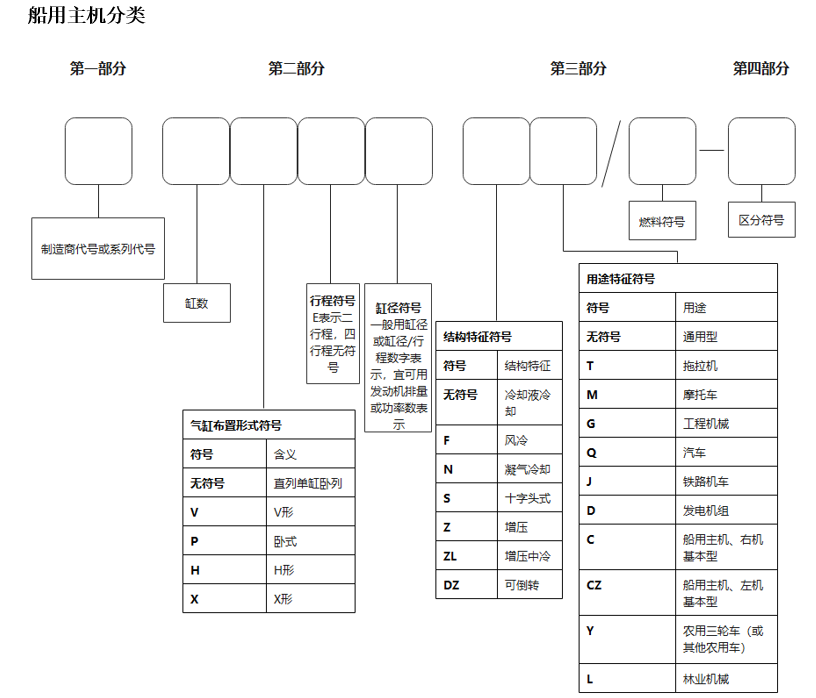 船用主机分类
第一部分
第二部分
第三部分
第四部分
制造商代号或系列代号
缸数
行程符号
E表示二
行程，四
行程无符
号
缸径符号
一般用缸径
或缸径/行
程数字表
示，宜可用
发动机排量
或功率数表
示
燃料符号
区分符号
气缸布置形式符号
符号 含义
无符号 直列单缸卧列
V V形
P 卧式
H H形
X X形
结构特征符号
符号 结构特征
无符号 冷却液冷
却
F 风冷
N 凝气冷却
S 十字头式
Z 增压
ZL 增压中冷
DZ 可倒转
用途特征符号
符号 用途
无符号 通用型
T 拖拉机
M 摩托车
G 工程机械
Q 汽车
J 铁路机车
D 发电机组
C 船用主机、右机
基本型
CZ 船用主机、左机
基本型
Y 农用三轮车（或
其他农用车）
L 林业机械